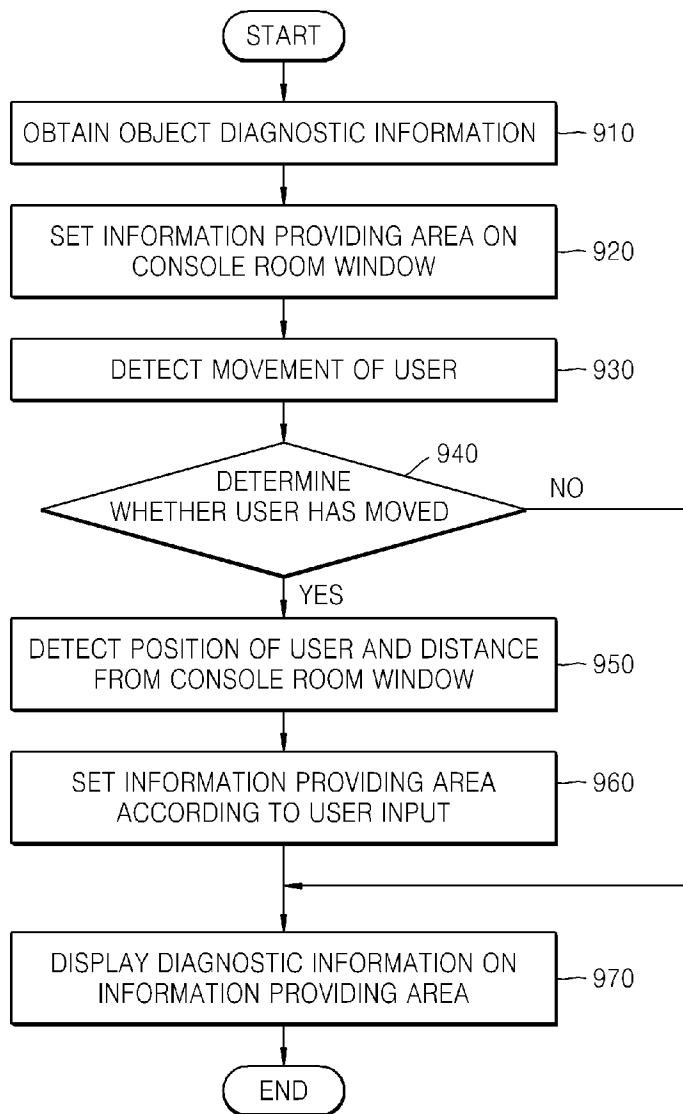 START
OBTAIN OBJECT DIAGNOSTIC INFORMATION
910
SET INFORMATION PROVIDING AREA ON
CONSOLE ROOM WINDOW
920
DETECT MOVEMENT OF USER
930
940
DETERMINE
WHETHER USER HAS MOVED
NO
YES
DETECT POSITION OF USER AND DISTANCE
FROM CONSOLE ROOM WINDOW
950
SET INFORMATION PROVIDING AREA
ACCORDING TO USER INPUT
960
DISPLAY DIAGNOSTIC INFORMATION ON
INFORMATION PROVIDING AREA
970
END